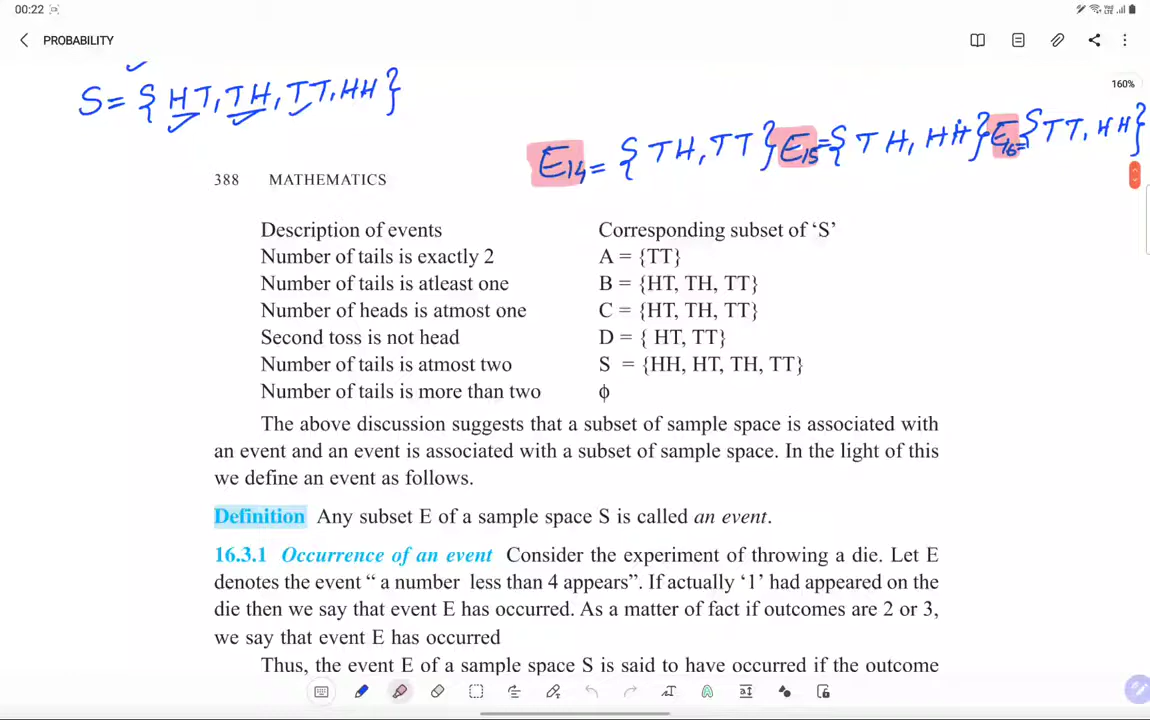 00:22
PROBABILITY
160%
S = {HT, TH, TT, HH}
E14 = {TH, TT} E15 = {TH, HH} E16 = {TT, HH}
388 MATHEMATICS
Description of events Corresponding subset of ‘S’
Number of tails is exactly 2 A = {TT}
Number of tails is atleast one B = {HT, TH, TT}
Number of heads is atmost one C = {HT, TH, TT}
Second toss is not head D = { HT, TT}
Number of tails is atmost two S = {HH, HT, TH, TT}
Number of tails is more than two ϕ
The above discussion suggests that a subset of sample space is associated with
an event and an event is associated with a subset of sample space. In the light of this
we define an event as follows.
Definition Any subset E of a sample space S is called an event.
16.3.1 Occurrence of an event Consider the experiment of throwing a die. Let E
denotes the event “ a number less than 4 appears”. If actually ‘1’ had appeared on the
die then we say that event E has occurred. As a matter of fact if outcomes are 2 or 3,
we say that event E has occurred
Thus, the event E of a sample space S is said to have occurred if the outcome